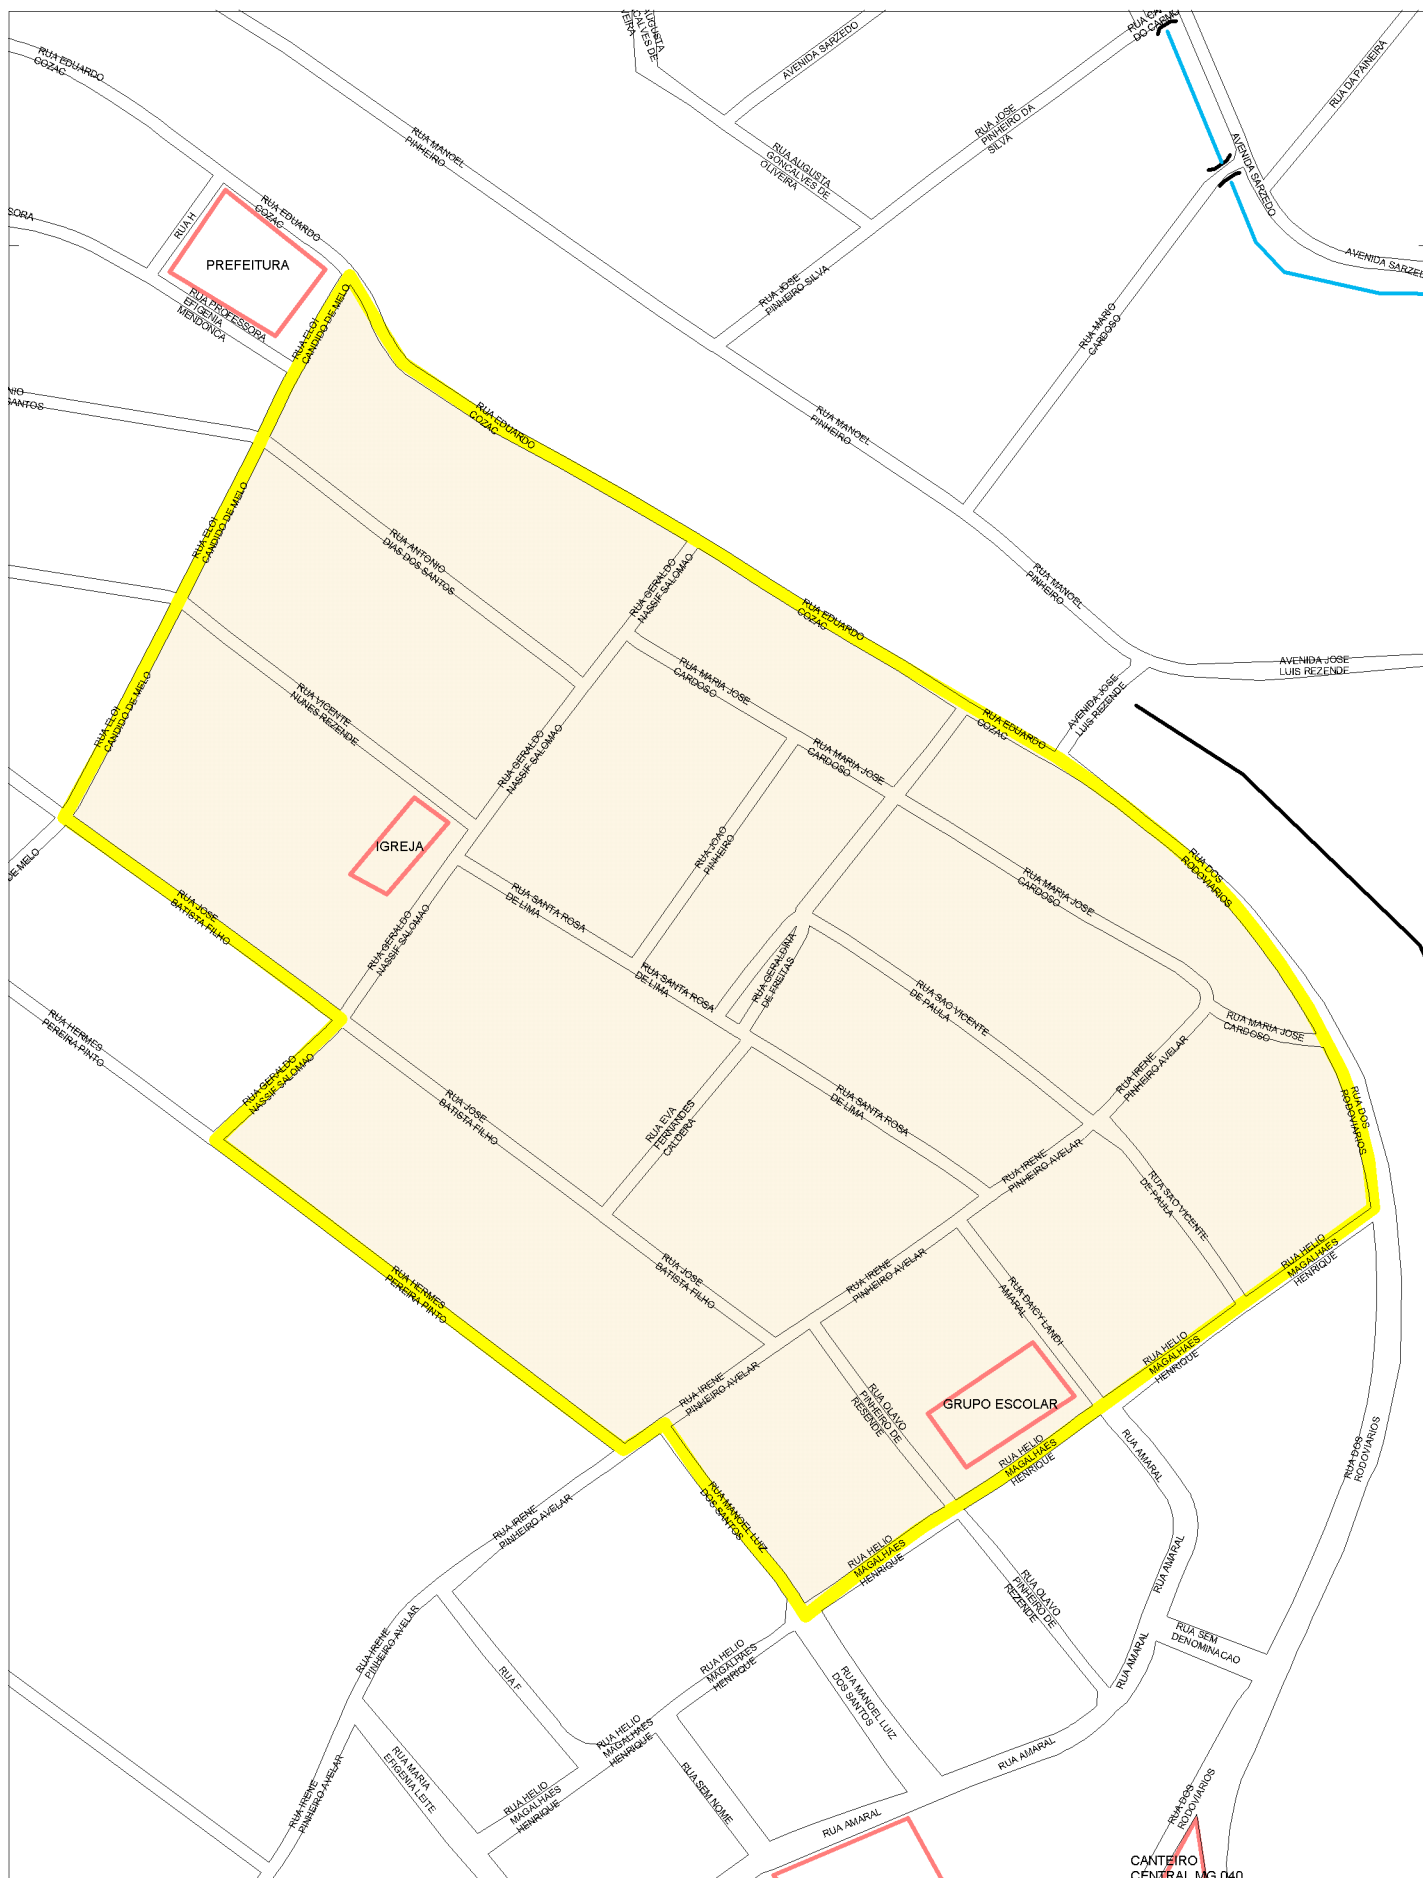 RUA EDUARDO
COZAC
RUA MANOEL
PINHEIRO
AUGUSTA
CALVES DE
VEIRA
AVENIDA SARZEDO
DO CARMO
RUA DA PAINEIRA
RUA JOSE
PINHEIRO DA
SILVA
RUA AUGUSTA
GONCALVES DE
OLIVEIRA
AVENIDA SARZEDO
AVENIDA SARZED
SORA
RUA H
RUA EDUARDO
COZAC
PREFEITURA
RUA PROFESSORA
EFIGENIA
MENDONCA
RUA ELOI
CANDIDO DE MELO
RUA JOSE
PINHEIRO SILVA
RUA MARIO
CARDOSO
NIO
SANTOS
RUA EDUARDO
COZAC
RUA MANOEL
PINHEIRO
RUA ELOI
CANDIDO DE MELO
RUA ANTONIO
DIAS DOS SANTOS
RUA GERALDO
NASSIF SALOMAO
RUA MANOEL
PINHEIRO
RUA EDUARDO
COZAC
AVENIDA JOSE
LUIS REZENDE
AVENIDA JOSE
LUIS REZENDE
RUA ELOI
CANDIDO DE MELO
RUA VICENTE
NUNES REZENDE
RUA MARIA JOSE
CARDOSO
RUA EDUARDO
COZAC
RUA GERALDO
NASSIF SALOMAO
RUA MARIA JOSE
CARDOSO
IGREJA
DE MELO
RUA JOAO
PINHEIRO
RUA DOS
RODOVIARIOS
RUA JOSE
BATISTA FILHO
RUA GERALDO
NASSIF SALOMAO
RUA SANTA ROSA
DE LIMA
RUA MARIA JOSE
CARDOSO
RUA SANTA ROSA
DE LIMA
RUA GERALDINA
DE FREITAS
RUA SAO VICENTE
DE PAULA
RUA MARIA JOSE
CARDOSO
RUA HERMES
PEREIRA PINTO
RUA GERALDO
NASSIF SALOMAO
RUA JOSE
BATISTA FILHO
RUA EVA
FERNANDES
CALDERA
RUA SANTA ROSA
DE LIMA
RUA IRENE
PINHEIRO AVELAR
RUA DOS
RODOVIARIOS
RUA IRENE
PINHEIRO AVELAR
RUA SAO VICENTE
DE PAULA
RUA HERMES
PEREIRA PINTO
RUA JOSE
BATISTA FILHO
RUA IRENE
PINHEIRO AVELAR
RUA HELIO
MAGALHAES
HENRIQUE
RUA DAICY LANDI
AMARAL
RUA HELIO
MAGALHAES
HENRIQUE
RUA IRENE
PINHEIRO AVELAR
RUA OLAVO
PINHEIRO DE
RESENDE
GRUPO ESCOLAR
RUA HELIO
MAGALHAES
HENRIQUE
RUA AMARAL
RUA DOS
RODOVIARIOS
RUA IRENE
PINHEIRO AVELAR
RUA MANOEL LUIZ
DOS SANTOS
RUA HELIO
MAGALHAES
HENRIQUE
RUA OLAVO
PINHEIRO DE
REZENDE
RUA AMARAL
RUA IRENE
PINHEIRO AVELAR
RUA F
RUA HELIO
MAGALHAES
HENRIQUE
RUA MANOEL LUIZ
DOS SANTOS
RUA AMARAL
RUA SEM
DENOMINACAO
RUA HELIO
MAGALHAES
HENRIQUE
RUA AMARAL
RUA IRENE
PINHEIRO AVELAR
RUA MARIA
EFIGENIA LEITE
RUA HELIO
MAGALHAES
HENRIQUE
RUA SEM NOME
RUA AMARAL
RUA DOS
RODOVIARIOS
CANTEIRO
CENTRAL MG 040